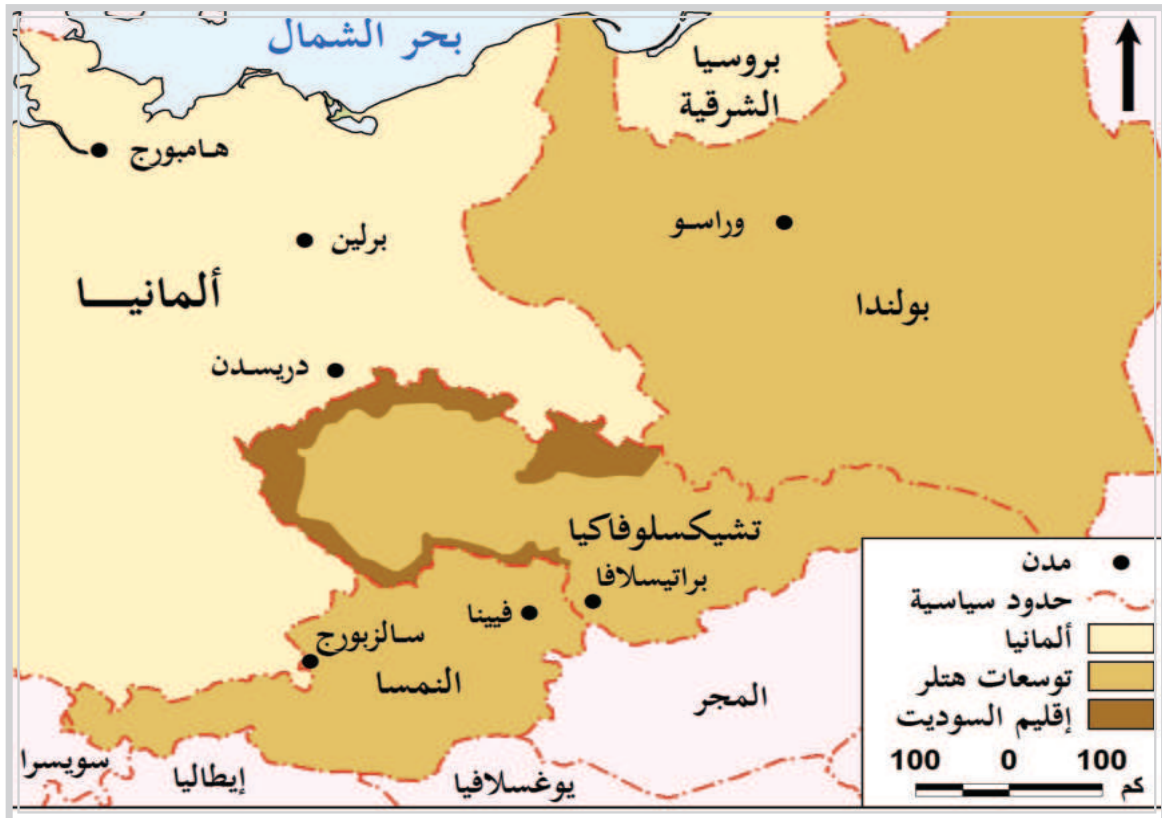 بحر الشمال
بروسيا
الشرقية
هامبورج
وراسو
برلين
ألمانيـــا
بولندا
دريسدن
تشيكسلوفاكيا
براتيسلافا
فيينا
سالزبورج
النمسا
المجر
سويسرا
إيطاليا
يوغسلافيا
مدن
حدود سياسية
ألمانيا
توسعات هتلر
إقليم السوديت
100 0 100
كم